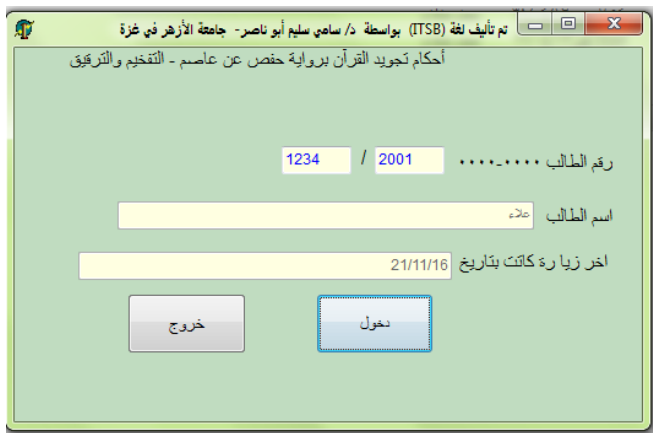 تم تأليف لغة (ITSB) بواسطة د/ سامي سليم أبو ناصر- جامعة الأزهر في غزة
أحكام تجويد القرآن برواية حفص عن عاصم - التفخيم والترقيق
رقم الطالب ٠٠٠٠-٠٠٠٠ 2001 / 1234
اسم الطالب علاء
اخر زيا رة كانت بتاريخ 21/11/16
دخول خروج